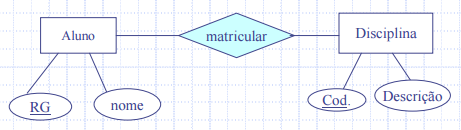 Aluno
matricular
Disciplina
RG
nome
Cod.
Descrição